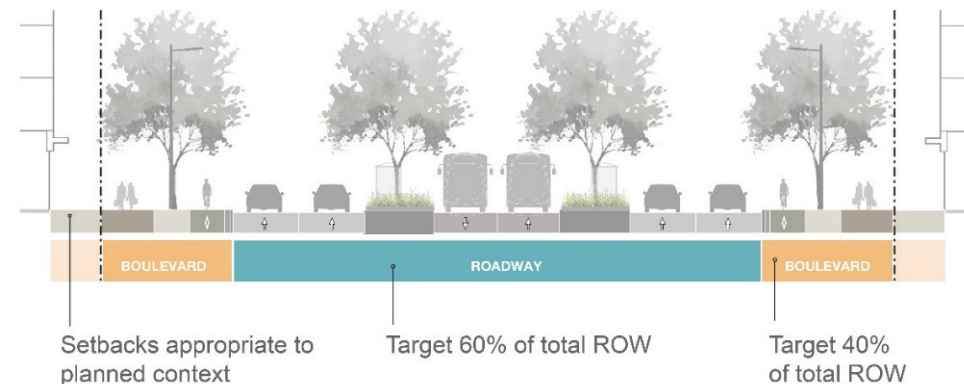 BOULEVARD
ROADWAY
BOULEVARD
Setbacks appropriate to
planned context
Target 60% of total ROW
Target 40%
of total ROW